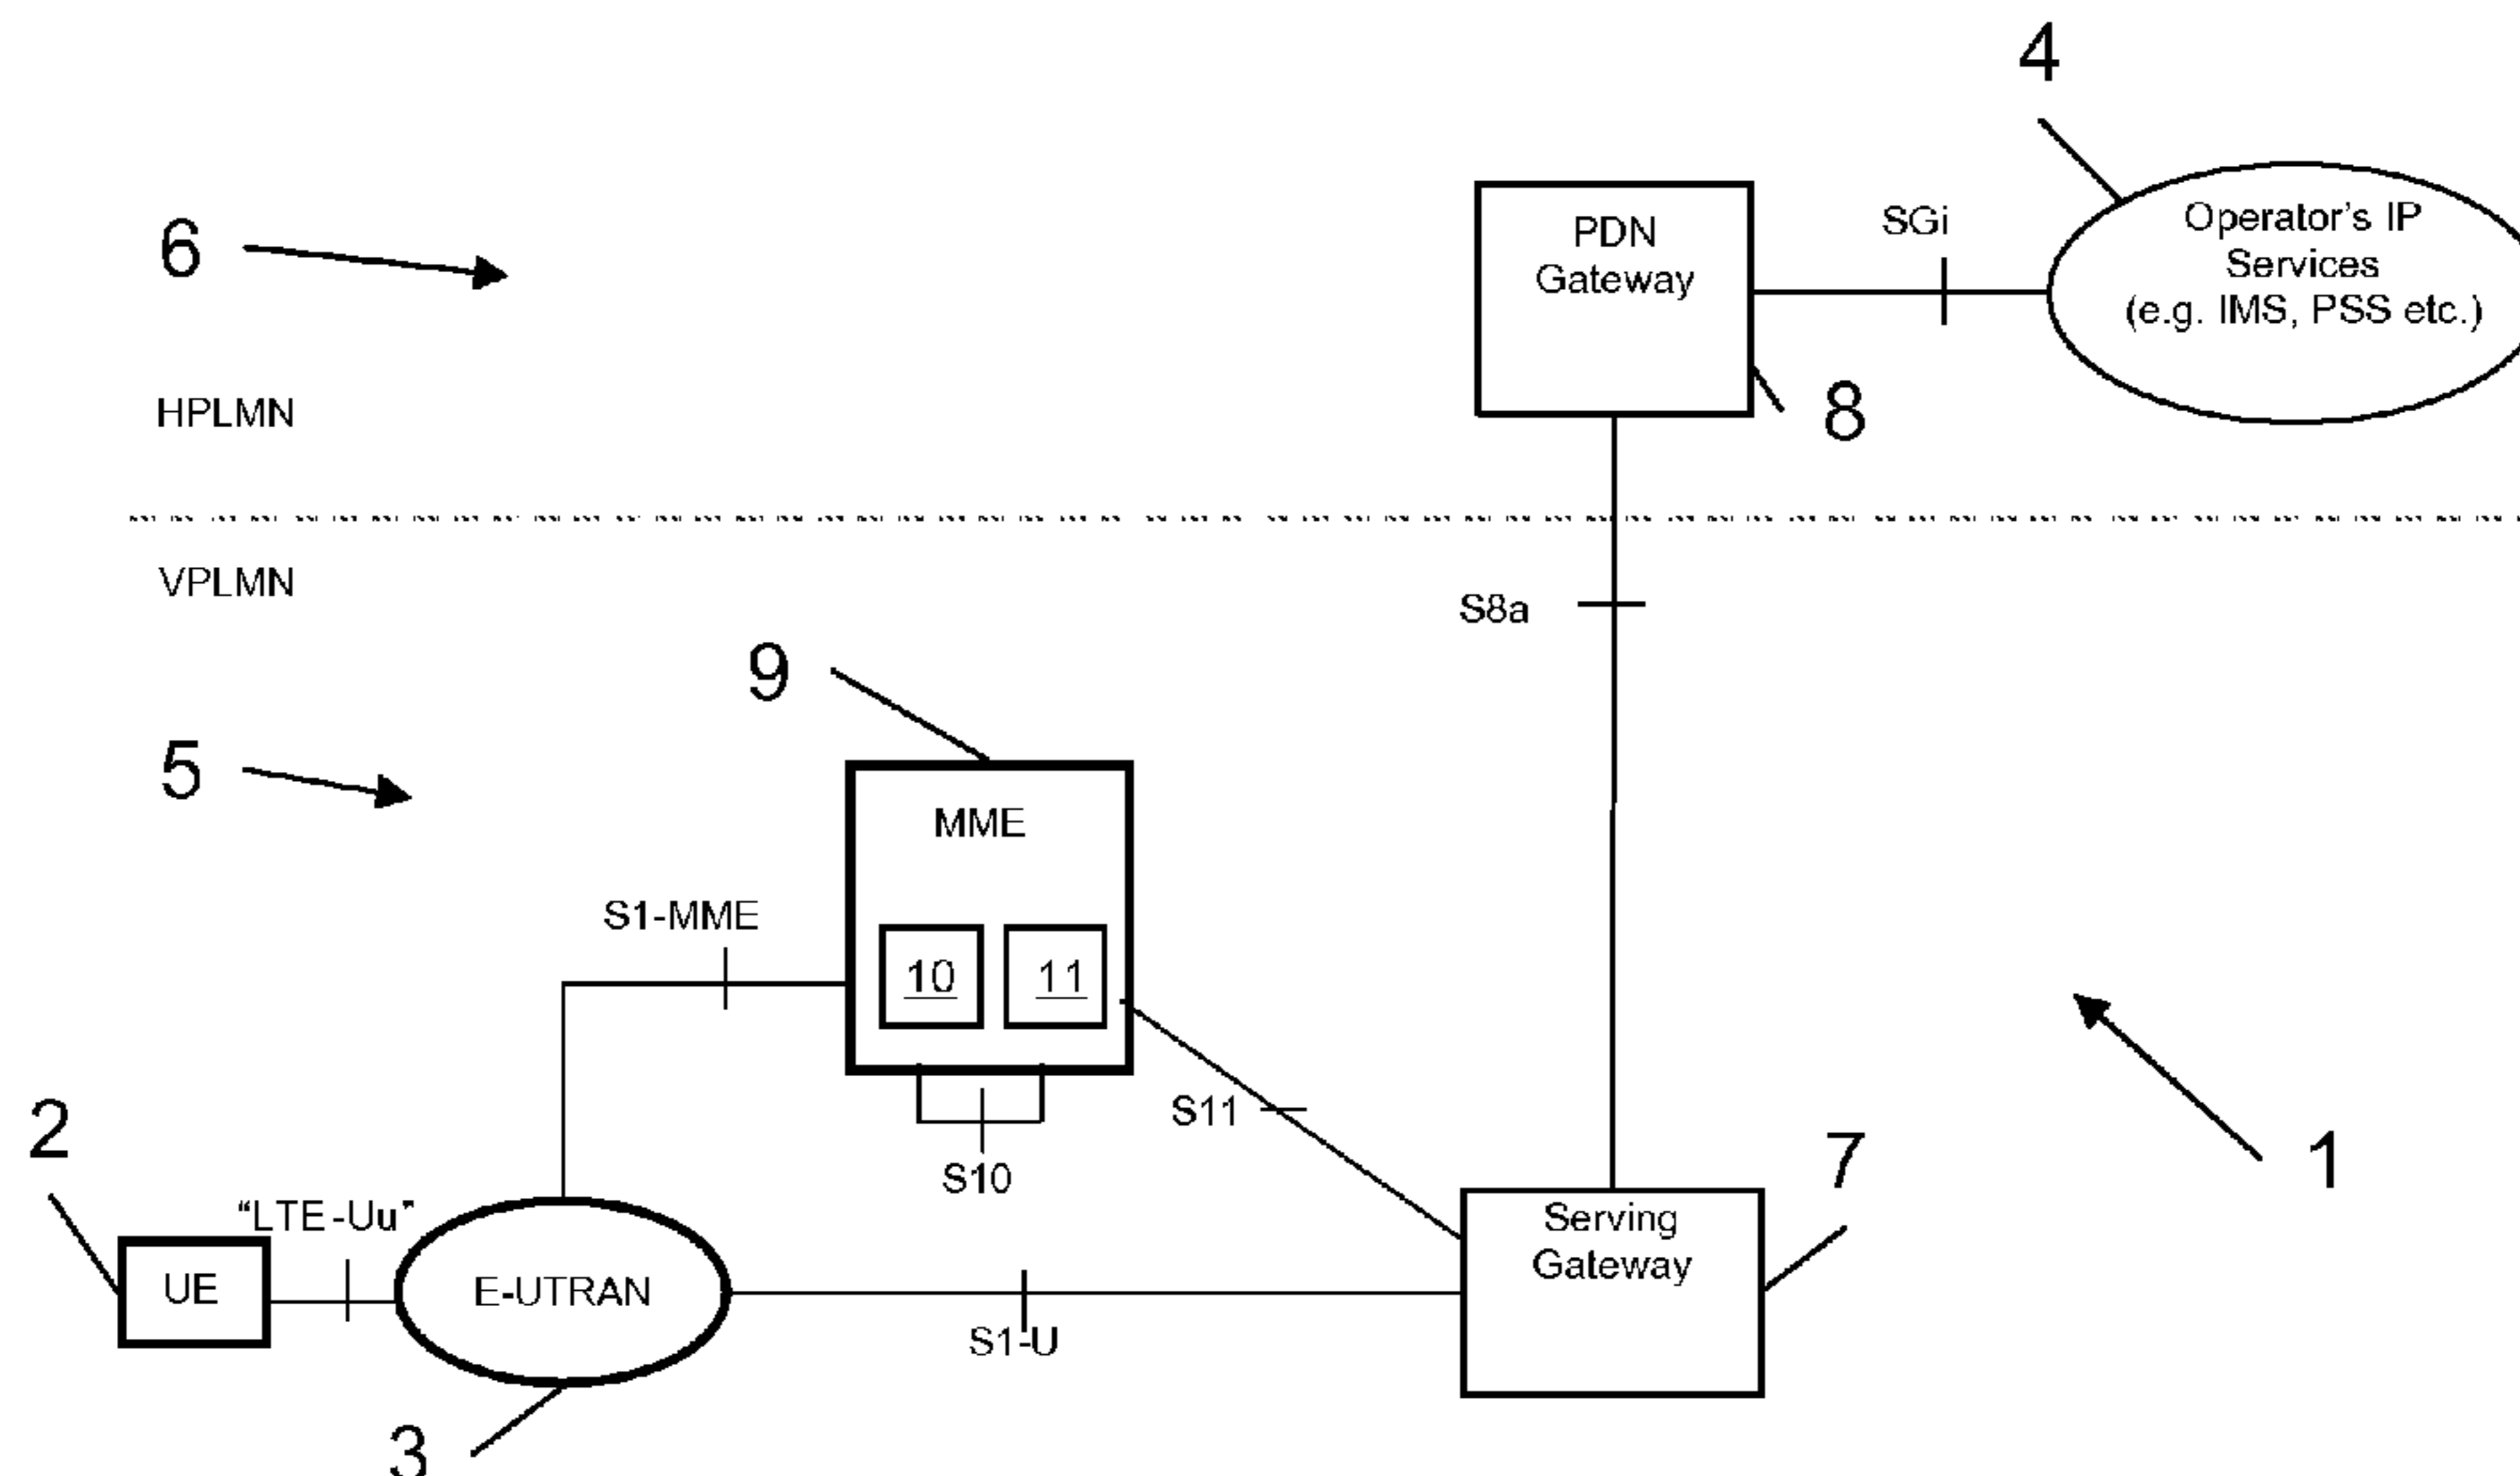 4
6
PDN
Gateway
SGi
Operator's IP
Services
(e.g. IMS, PSS etc.)
8
HPLMN
VPLMN
S8a
9
5
MME
S1-MME
10
11
S11
S10
2
7
1
"LTE-Uu"
UE
E-UTRAN
Serving
Gateway
S1-U
3